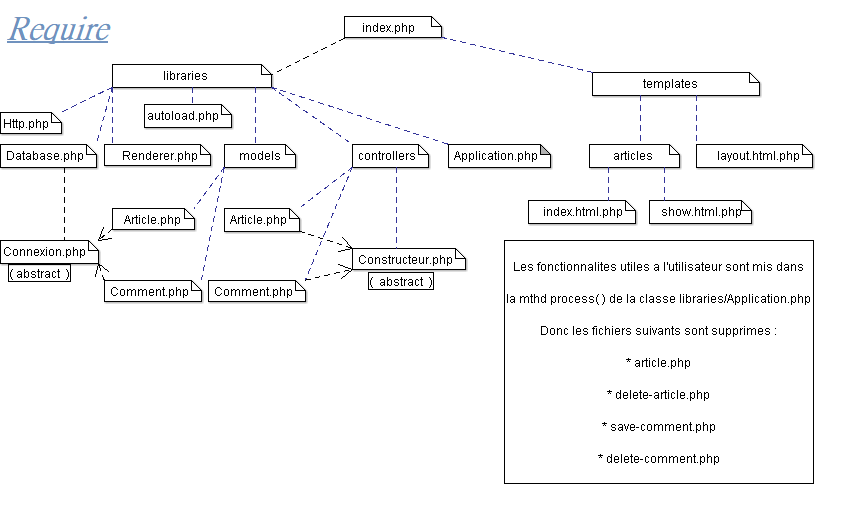 Require
index.php
libraries
templates
Http.php
autoload.php
Database.php
Renderer.php
models
controllers
Application.php
articles
layout.html.php
Article.php
Article.php
index.html.php
show.html.php
Connexion.php
( abstract )
Constructeur.php
( abstract )
Comment.php
Comment.php
Les fonctionnalites utiles a l'utilisateur sont mis dans
la mthd process( ) de la classe libraries/Application.php
Donc les fichiers suivants sont supprimes :
* article.php
* delete-article.php
* save-comment.php
* delete-comment.php